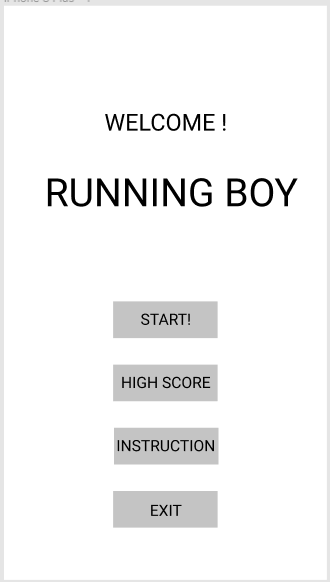 WELCOME !
RUNNING BOY
START!
HIGH SCORE
INSTRUCTION
EXIT